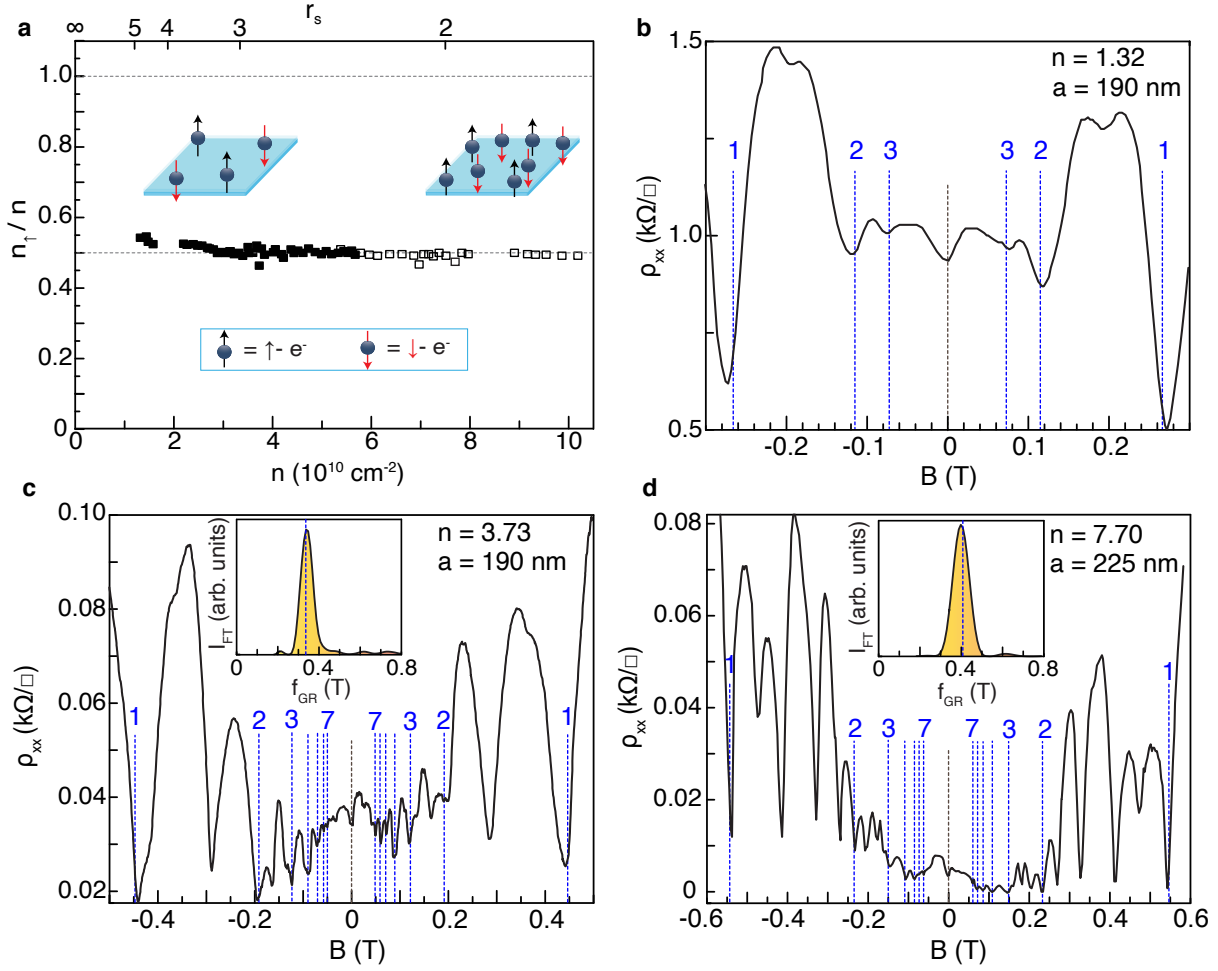 a
r_s
∞ 5 4 3 2
1.0
0.8
0.6
0.5
0.4
0.2
0
n↑ / n
= ↑- e⁻
= ↓- e⁻
0 2 4 6 8 10
n (10¹⁰ cm⁻²)
b
n = 1.32
a = 190 nm
1.5
1.0
0.5
ρ_xx (kΩ/□)
1 2 3 3 2 1
-0.2 -0.1 0 0.1 0.2
B (T)
c
n = 3.73
a = 190 nm
0.10
0.08
0.06
0.04
0.02
ρ_xx (kΩ/□)
I_FT (arb. units)
0 0.4 0.8
f_GR (T)
1 2 3 7 7 3 2 1
-0.4 -0.2 0 0.2 0.4
B (T)
d
n = 7.70
a = 225 nm
0.08
0.06
0.04
0.02
0
ρ_xx (kΩ/□)
I_FT (arb. units)
0 0.4 0.8
f_GR (T)
1 2 3 7 7 3 2 1
-0.6 -0.4 -0.2 0 0.2 0.4 0.6
B (T)